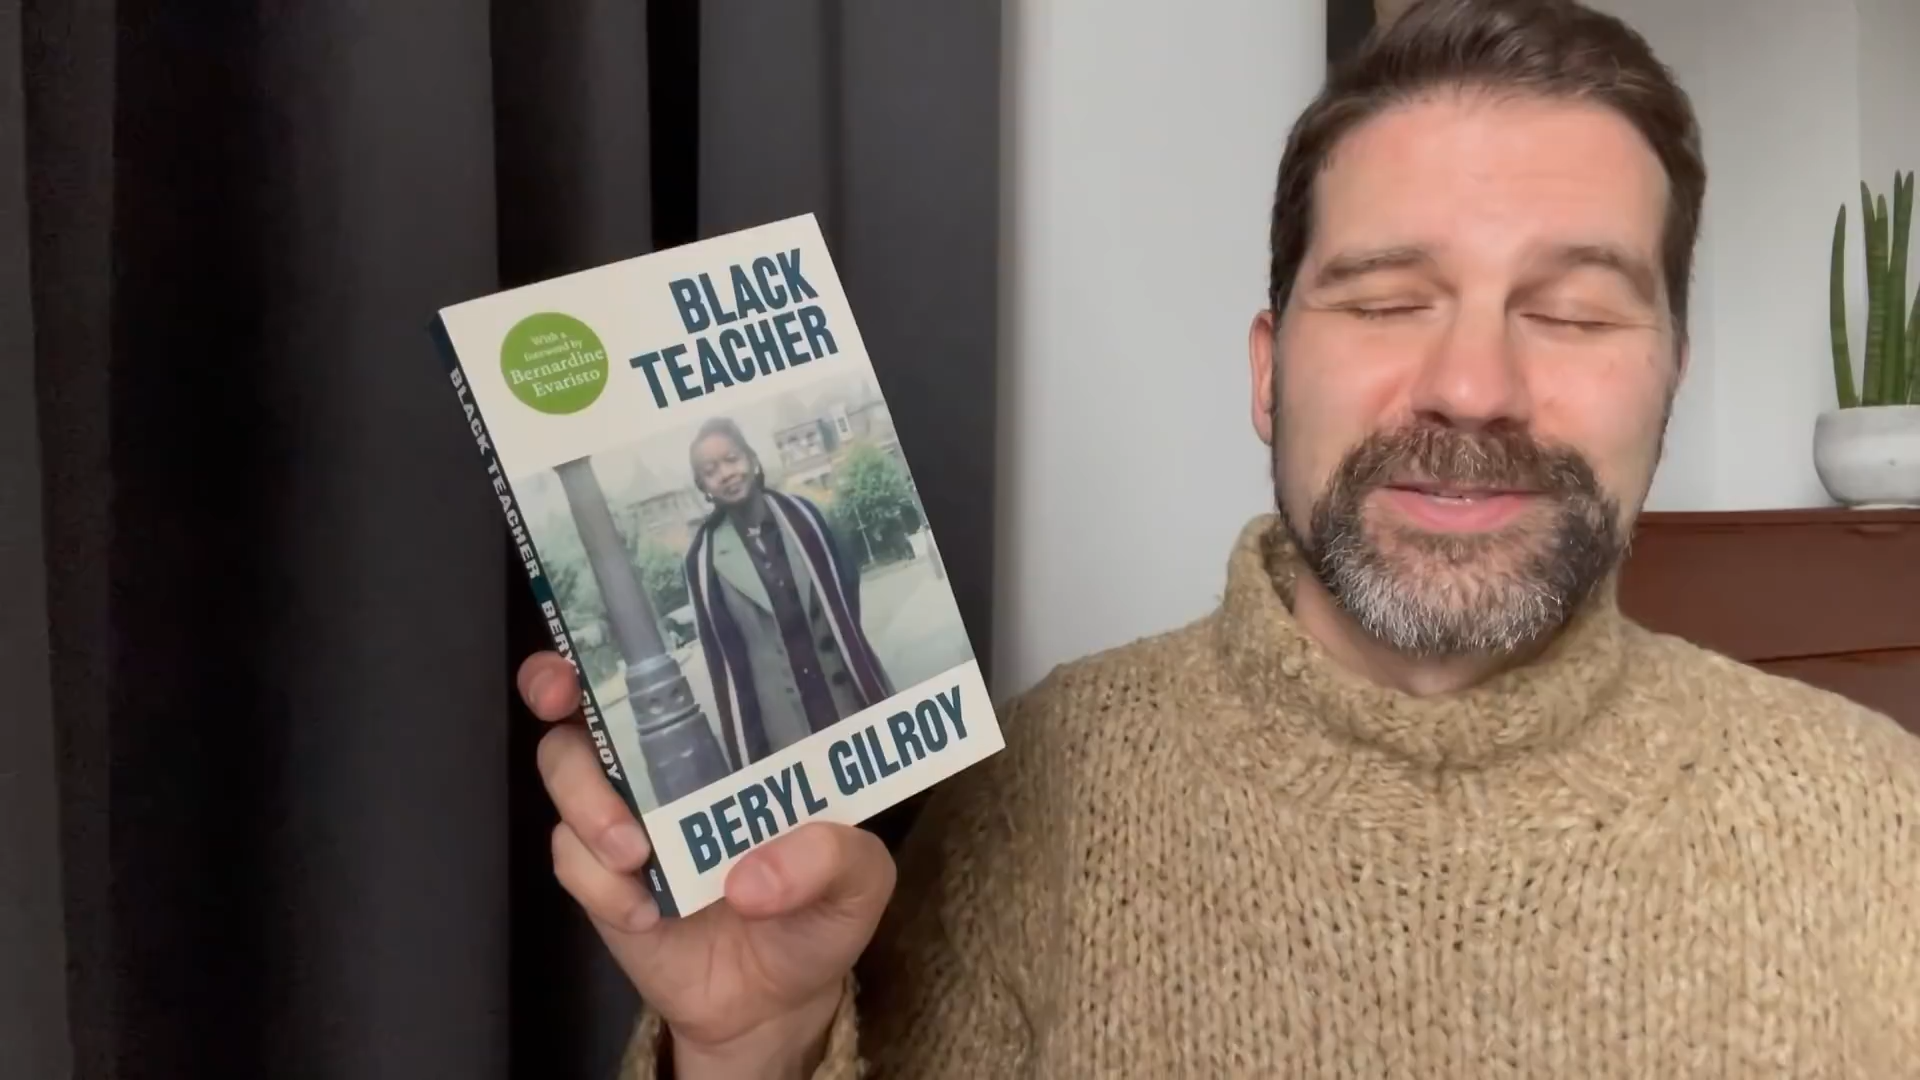 BLACK
TEACHER
With a
foreword by
Bernardine
Evaristo
BERYL GILROY
BLACK TEACHER BERYL GILROY